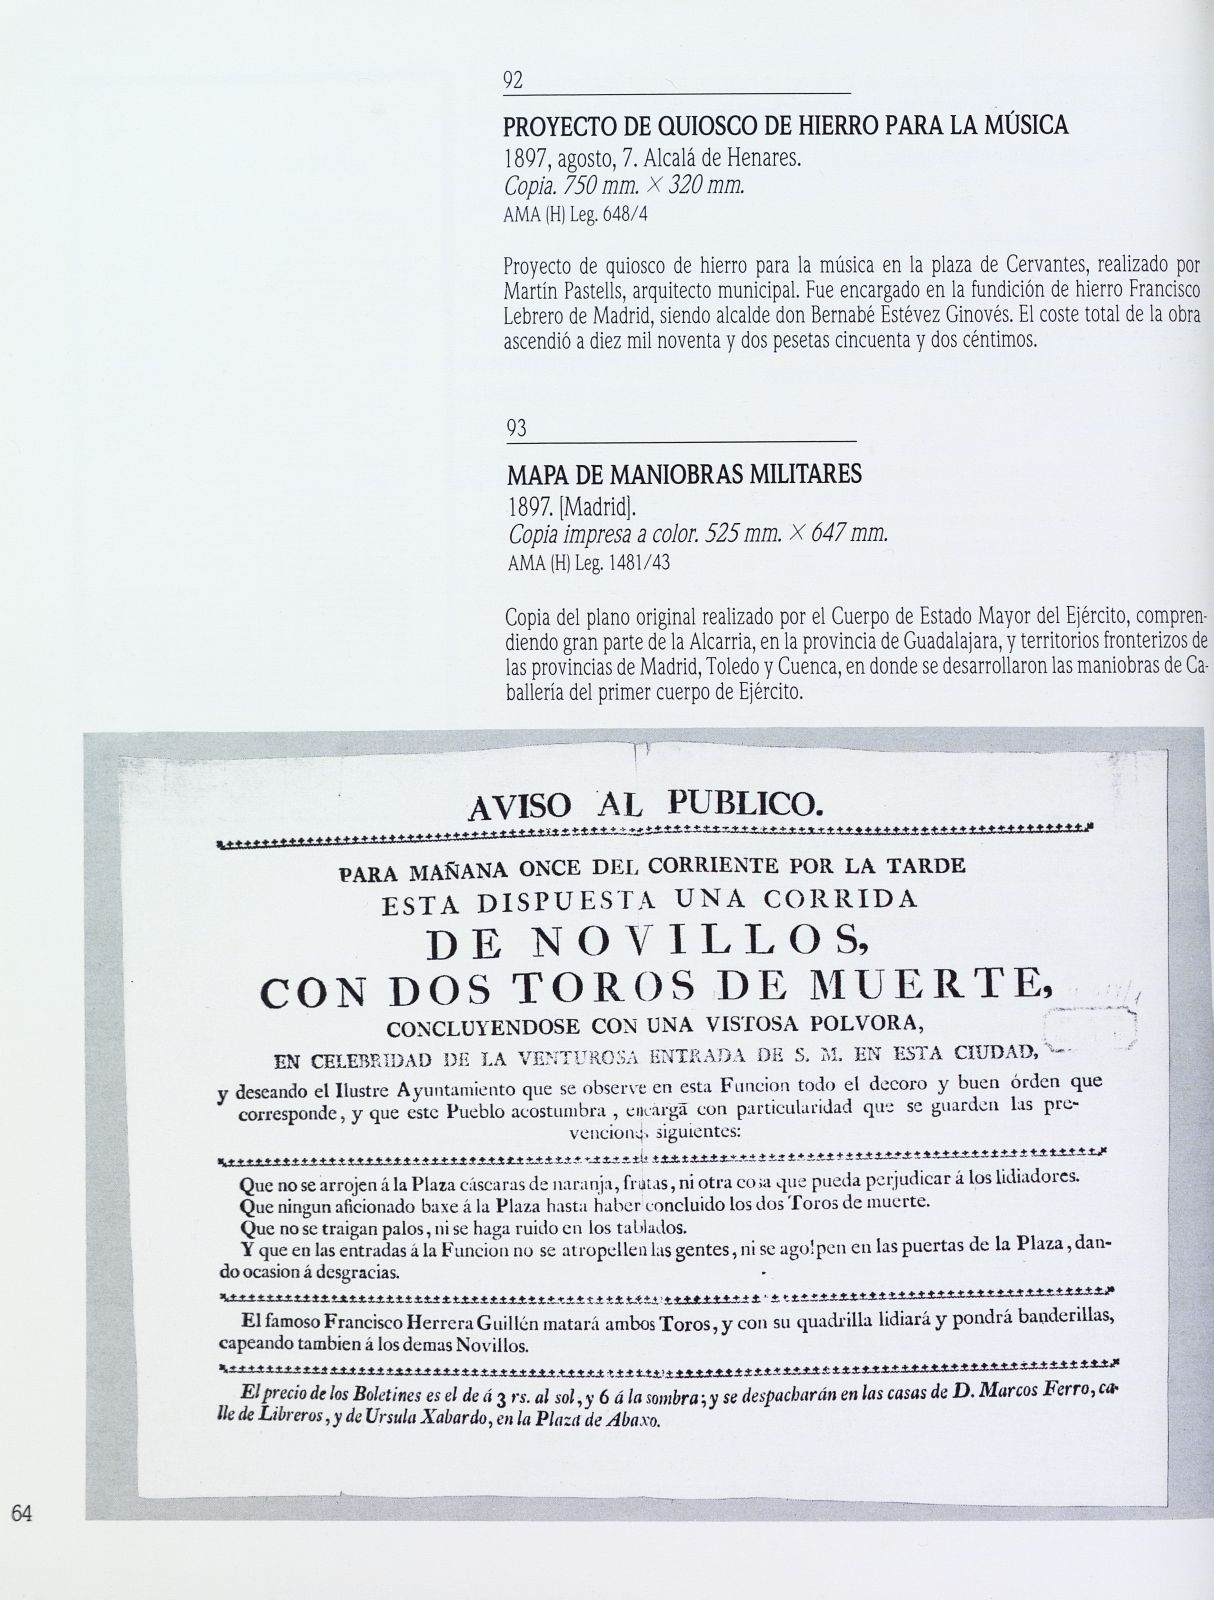 92
PROYECTO DE QUIOSCO DE HIERRO PARA LA MÚSICA
1897, agosto, 7. Alcalá de Henares.
Copia. 750 mm. × 320 mm.
AMA (H) Leg. 648/4
Proyecto de quiosco de hierro para la música en la plaza de Cervantes, realizado por
Martín Pastells, arquitecto municipal. Fue encargado en la fundición de hierro Francisco
Lebrero de Madrid, siendo alcalde don Bernabé Estévez Ginovés. El coste total de la obra
ascendió a diez mil noventa y dos pesetas cincuenta y dos céntimos.
93
MAPA DE MANIOBRAS MILITARES
1897. [Madrid].
Copia impresa a color. 525 mm. × 647 mm.
AMA (H) Leg. 1481/43
Copia del plano original realizado por el Cuerpo de Estado Mayor del Ejército, compren-
diendo gran parte de la Alcarria, en la provincia de Guadalajara, y territorios fronterizos de
las provincias de Madrid, Toledo y Cuenca, en donde se desarrollaron las maniobras de Ca-
ballería del primer cuerpo de Ejército.
AVISO AL PUBLICO.
PARA MAÑANA ONCE DEL CORRIENTE POR LA TARDE
ESTA DISPUESTA UNA CORRIDA
DE NOVILLOS,
CON DOS TOROS DE MUERTE,
CONCLUYENDOSE CON UNA VISTOSA POLVORA,
EN CELEBRIDAD DE LA VENTUROSA ENTRADA DE S. M. EN ESTA CIUDAD,
y deseando el Ilustre Ayuntamiento que se observe en esta Funcion todo el decoro y buen órden que
corresponde, y que este Pueblo acostumbra, encarga con particularidad que se guarden las pre-
venciones siguientes:
Que no se arrojen á la Plaza cáscaras de naranja, frutas, ni otra cosa que pueda perjudicar á los lidiadores.
Que ningun aficionado baxe á la Plaza hasta haber concluido los dos Toros de muerte.
Que no se traigan palos, ni se haga ruido en los tablados.
Y que en las entradas á la Funcion no se atropellen las gentes, ni se agolpen en las puertas de la Plaza, dan-
do ocasion á desgracias.
El famoso Francisco Herrera Guillén matará ambos Toros, y con su quadrilla lidiará y pondrá banderillas,
capeando tambien á los demas Novillos.
El precio de los Boletines es el de á 3 rs. al sol, y 6 á la sombra; y se despacharán en las casas de D. Marcos Ferro, ca-
lle de Libreros, y de Ursula Xabardo, en la Plaza de Abaxo.
64